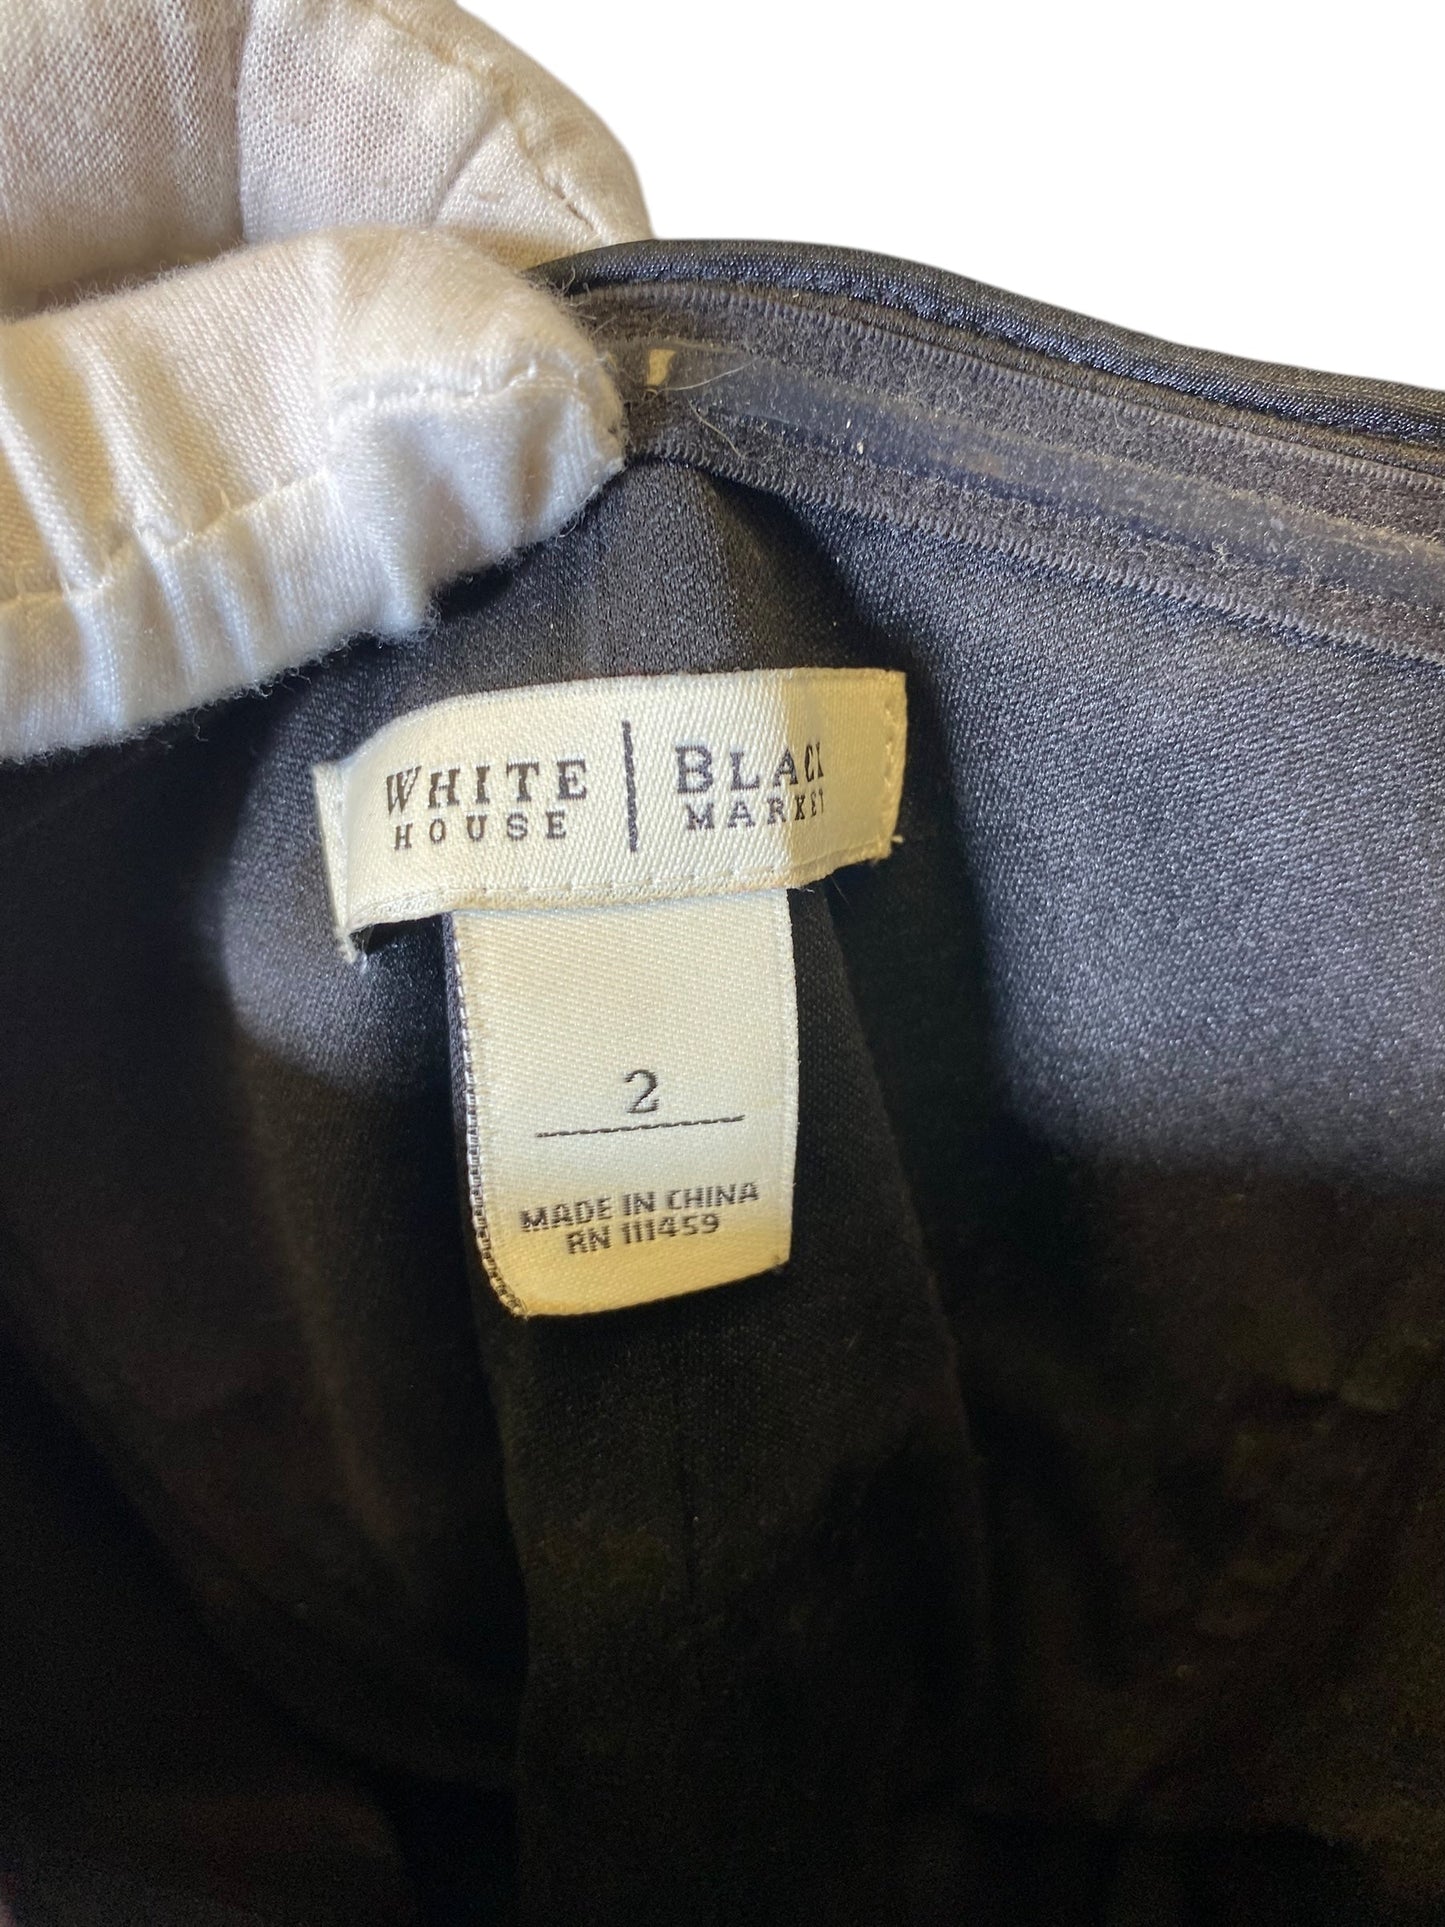 WHITE | BLACK
HOUSE | MARKET
2
MADE IN CHINA
RN 111459